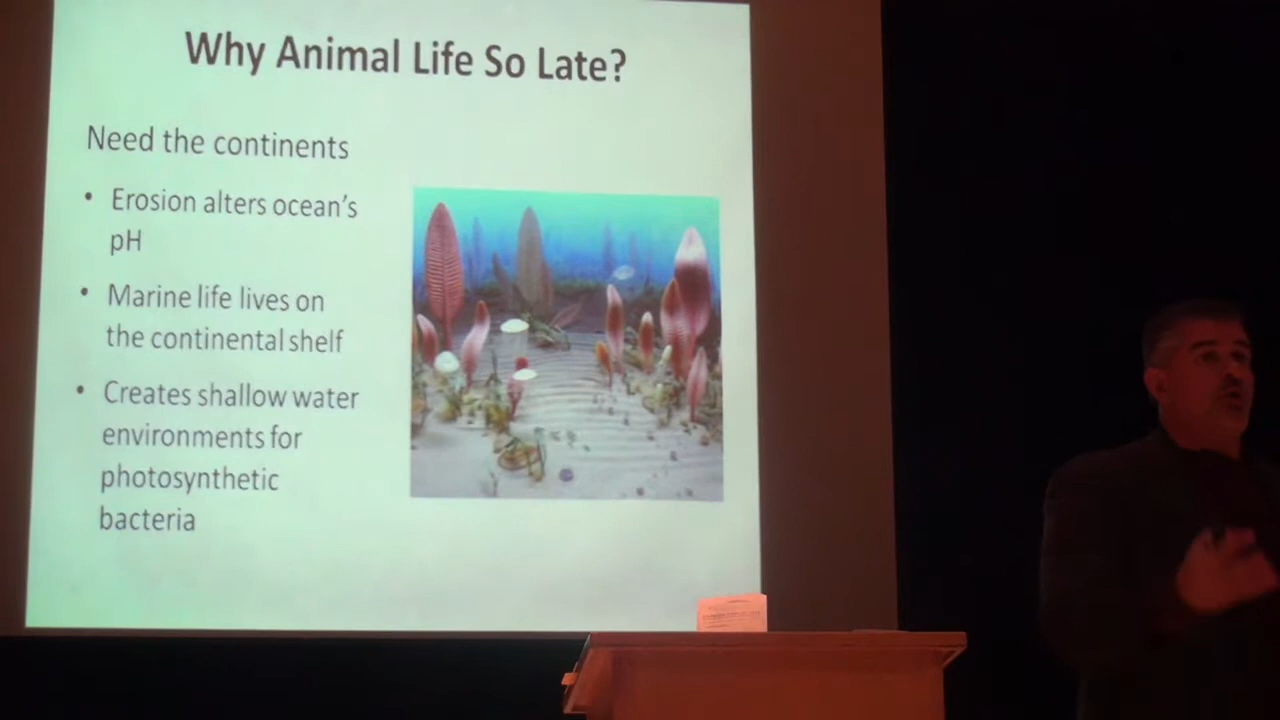 Why Animal Life So Late?
Need the continents
• Erosion alters ocean's
pH
• Marine life lives on
the continental shelf
• Creates shallow water
environments for
photosynthetic
bacteria